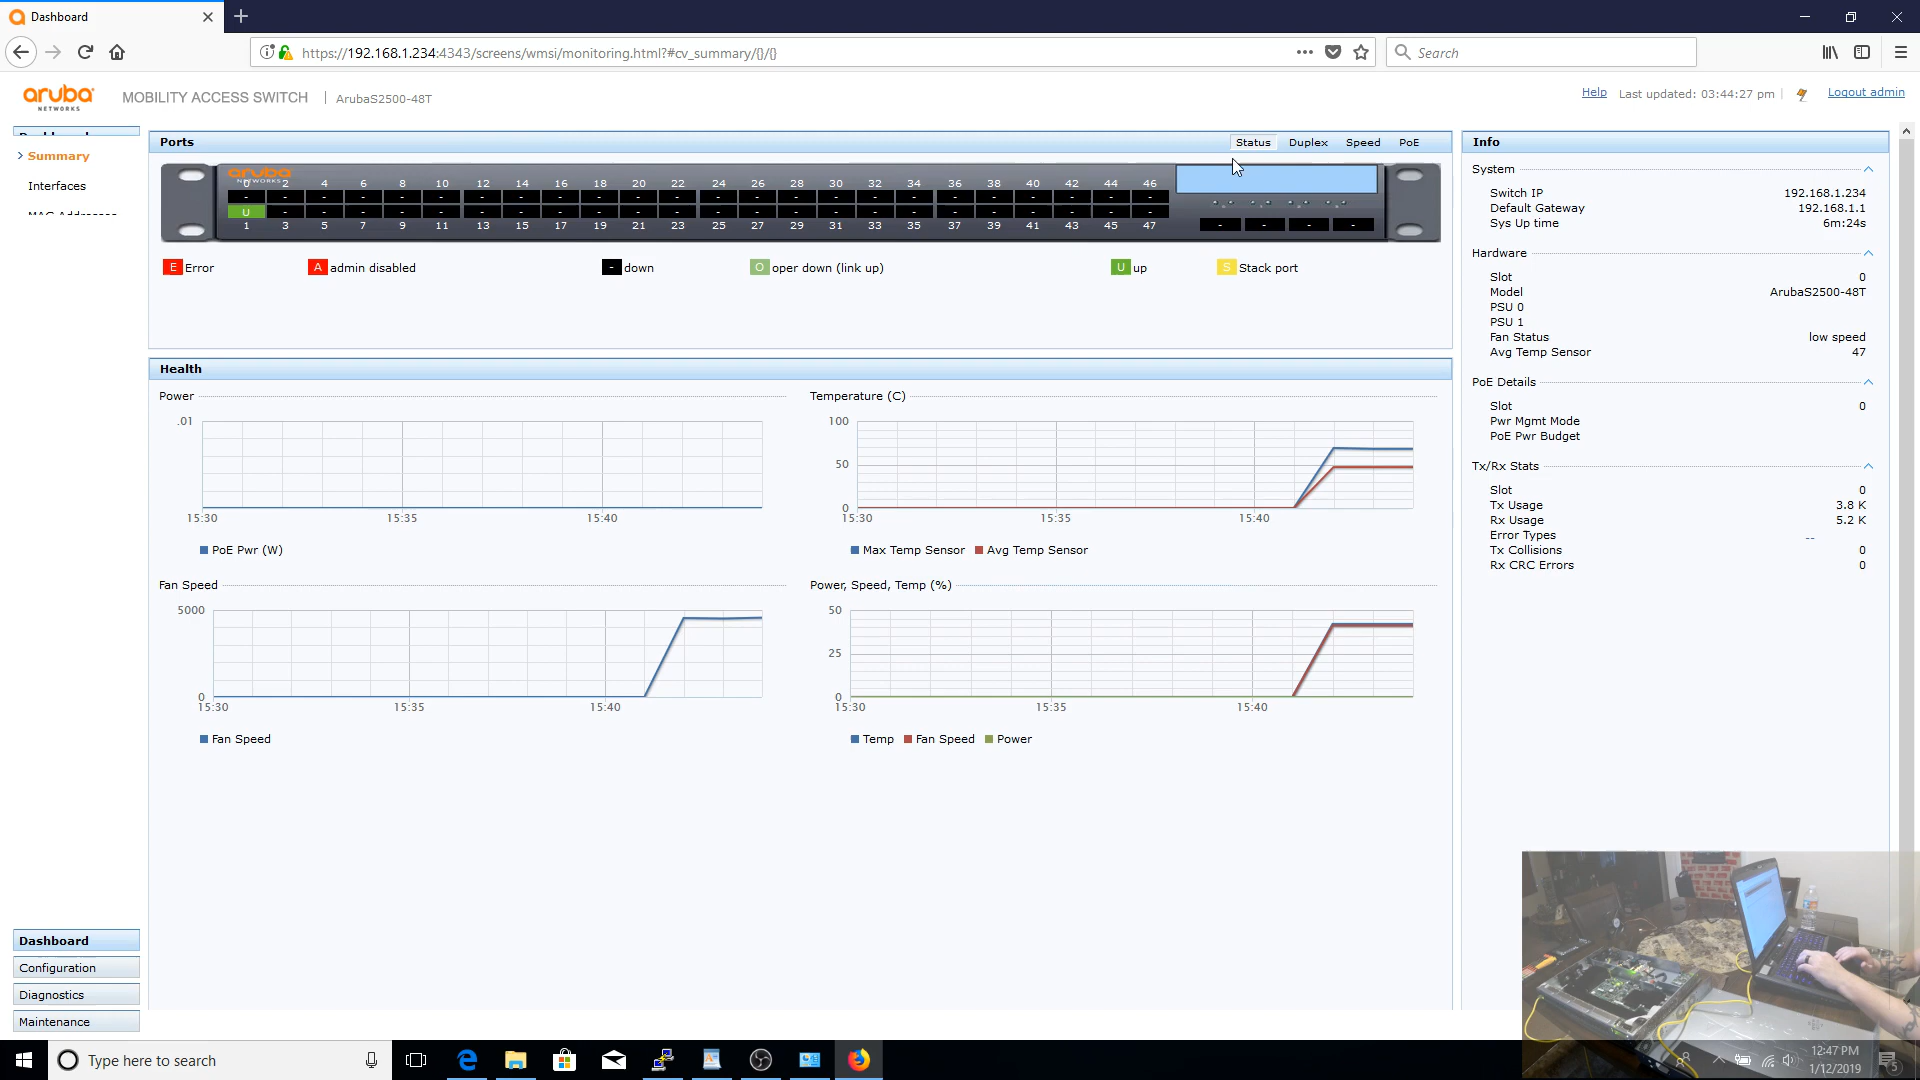 Dashboard
https://192.168.1.234:4343/screens/wmsi/monitoring.html?#cv_summary/{}/{}
Search
aruba
NETWORKS
MOBILITY ACCESS SWITCH | ArubaS2500-48T
Help
Last updated: 03:44:27 pm
Logout admin
Summary
Interfaces
Ports
Status Duplex Speed PoE
aruba
NETWORKS
0 2 4 6 8 10 12 14 16 18 20 22 24 26 28 30 32 34 36 38 40 42 44 46
- - - - - - - - - - - - - - - - - - - - - - - -
U - - - - - - - - - - - - - - - - - - - - - - - - - - -
1 3 5 7 9 11 13 15 17 19 21 23 25 27 29 31 33 35 37 39 41 43 45 47
E Error
A admin disabled
- down
O oper down (link up)
U up
S Stack port
Health
Power
.01
15:30 15:35 15:40
PoE Pwr (W)
Temperature (C)
100
50
0
15:30 15:35 15:40
Max Temp Sensor Avg Temp Sensor
Fan Speed
5000
0
15:30 15:35 15:40
Fan Speed
Power, Speed, Temp (%)
50
25
0
15:30 15:35 15:40
Temp Fan Speed Power
Info
System
Switch IP 192.168.1.234
Default Gateway 192.168.1.1
Sys Up time 6m:24s
Hardware
Slot 0
Model ArubaS2500-48T
PSU 0
PSU 1
Fan Status low speed
Avg Temp Sensor 47
PoE Details
Slot 0
Pwr Mgmt Mode
PoE Pwr Budget
Tx/Rx Stats
Slot 0
Tx Usage 3.8 K
Rx Usage 5.2 K
Error Types --
Tx Collisions 0
Rx CRC Errors 0
Dashboard
Configuration
Diagnostics
Maintenance
Type here to search
12:47 PM
1/12/2019
5